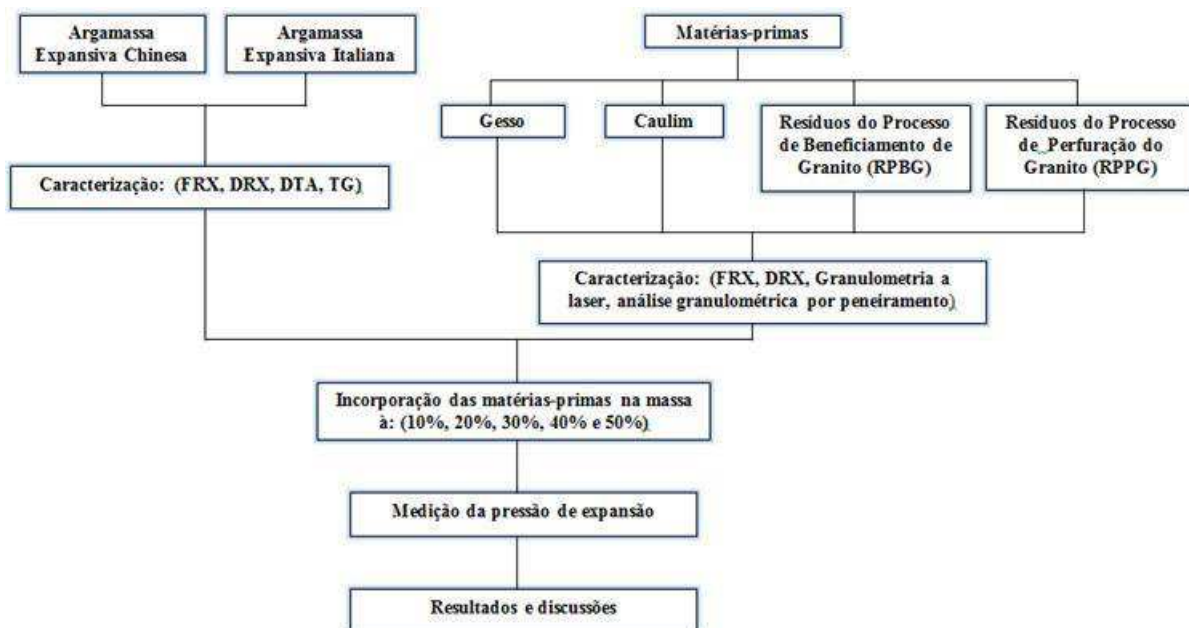 Argamassa
Expansiva Chinesa
Argamassa
Expansiva Italiana
Matérias-primas
Gesso
Caulim
Resíduos do Processo
de Beneficiamento de
Granito (RPBG)
Resíduos do Processo
de Perfuração do
Granito (RPPG)
Caracterização: (FRX, DRX, DTA, TG)
Caracterização: (FRX, DRX, Granulometria a
laser, análise granulométrica por peneiramento)
Incorporação das matérias-primas na massa
à: (10%, 20%, 30%, 40% e 50%)
Medição da pressão de expansão
Resultados e discussões